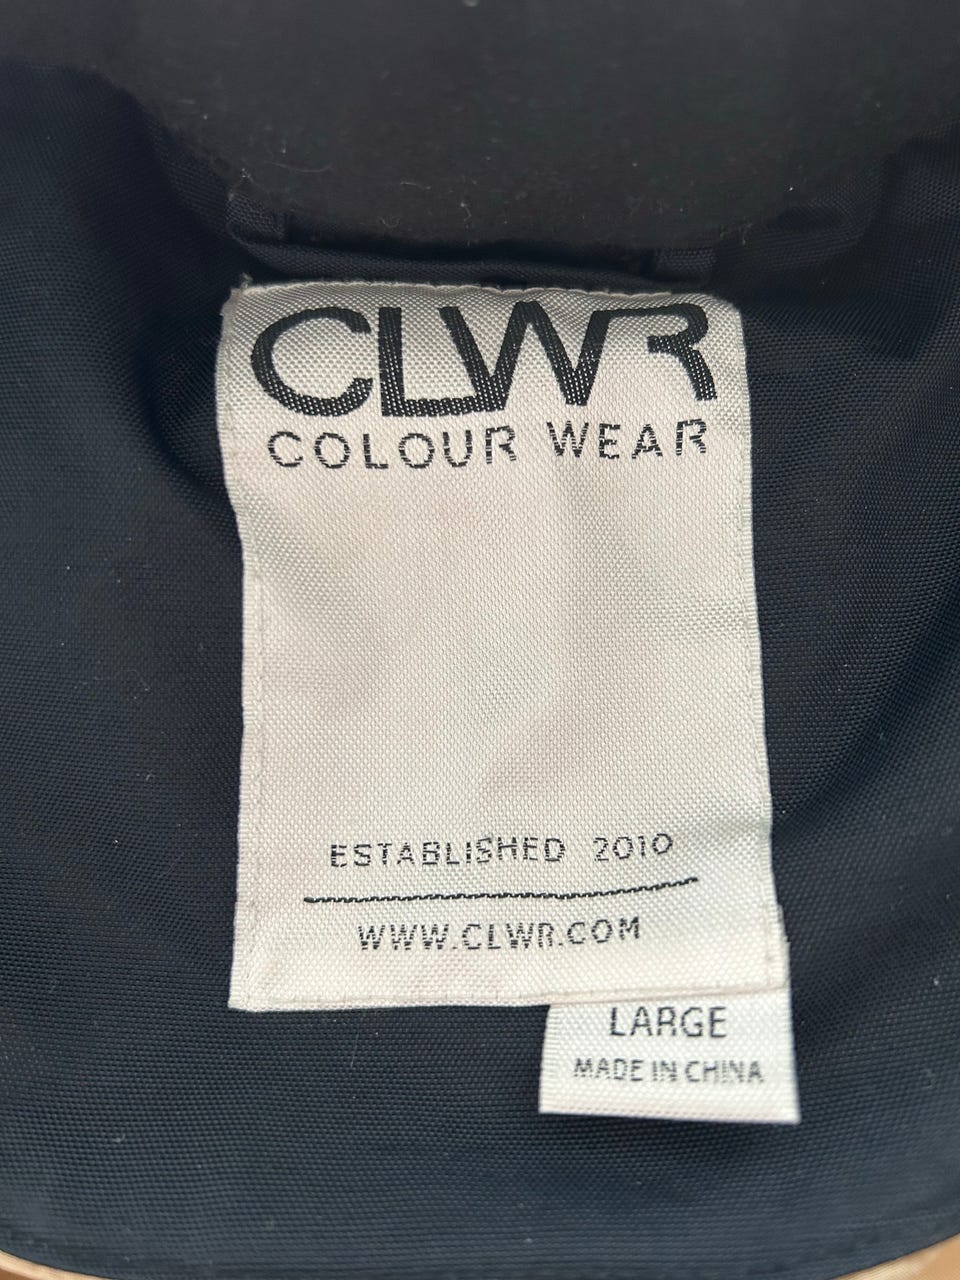 CLWR
COLOUR WEAR
ESTABLISHED 2010
WWW.CLWR.COM
LARGE
MADE IN CHINA